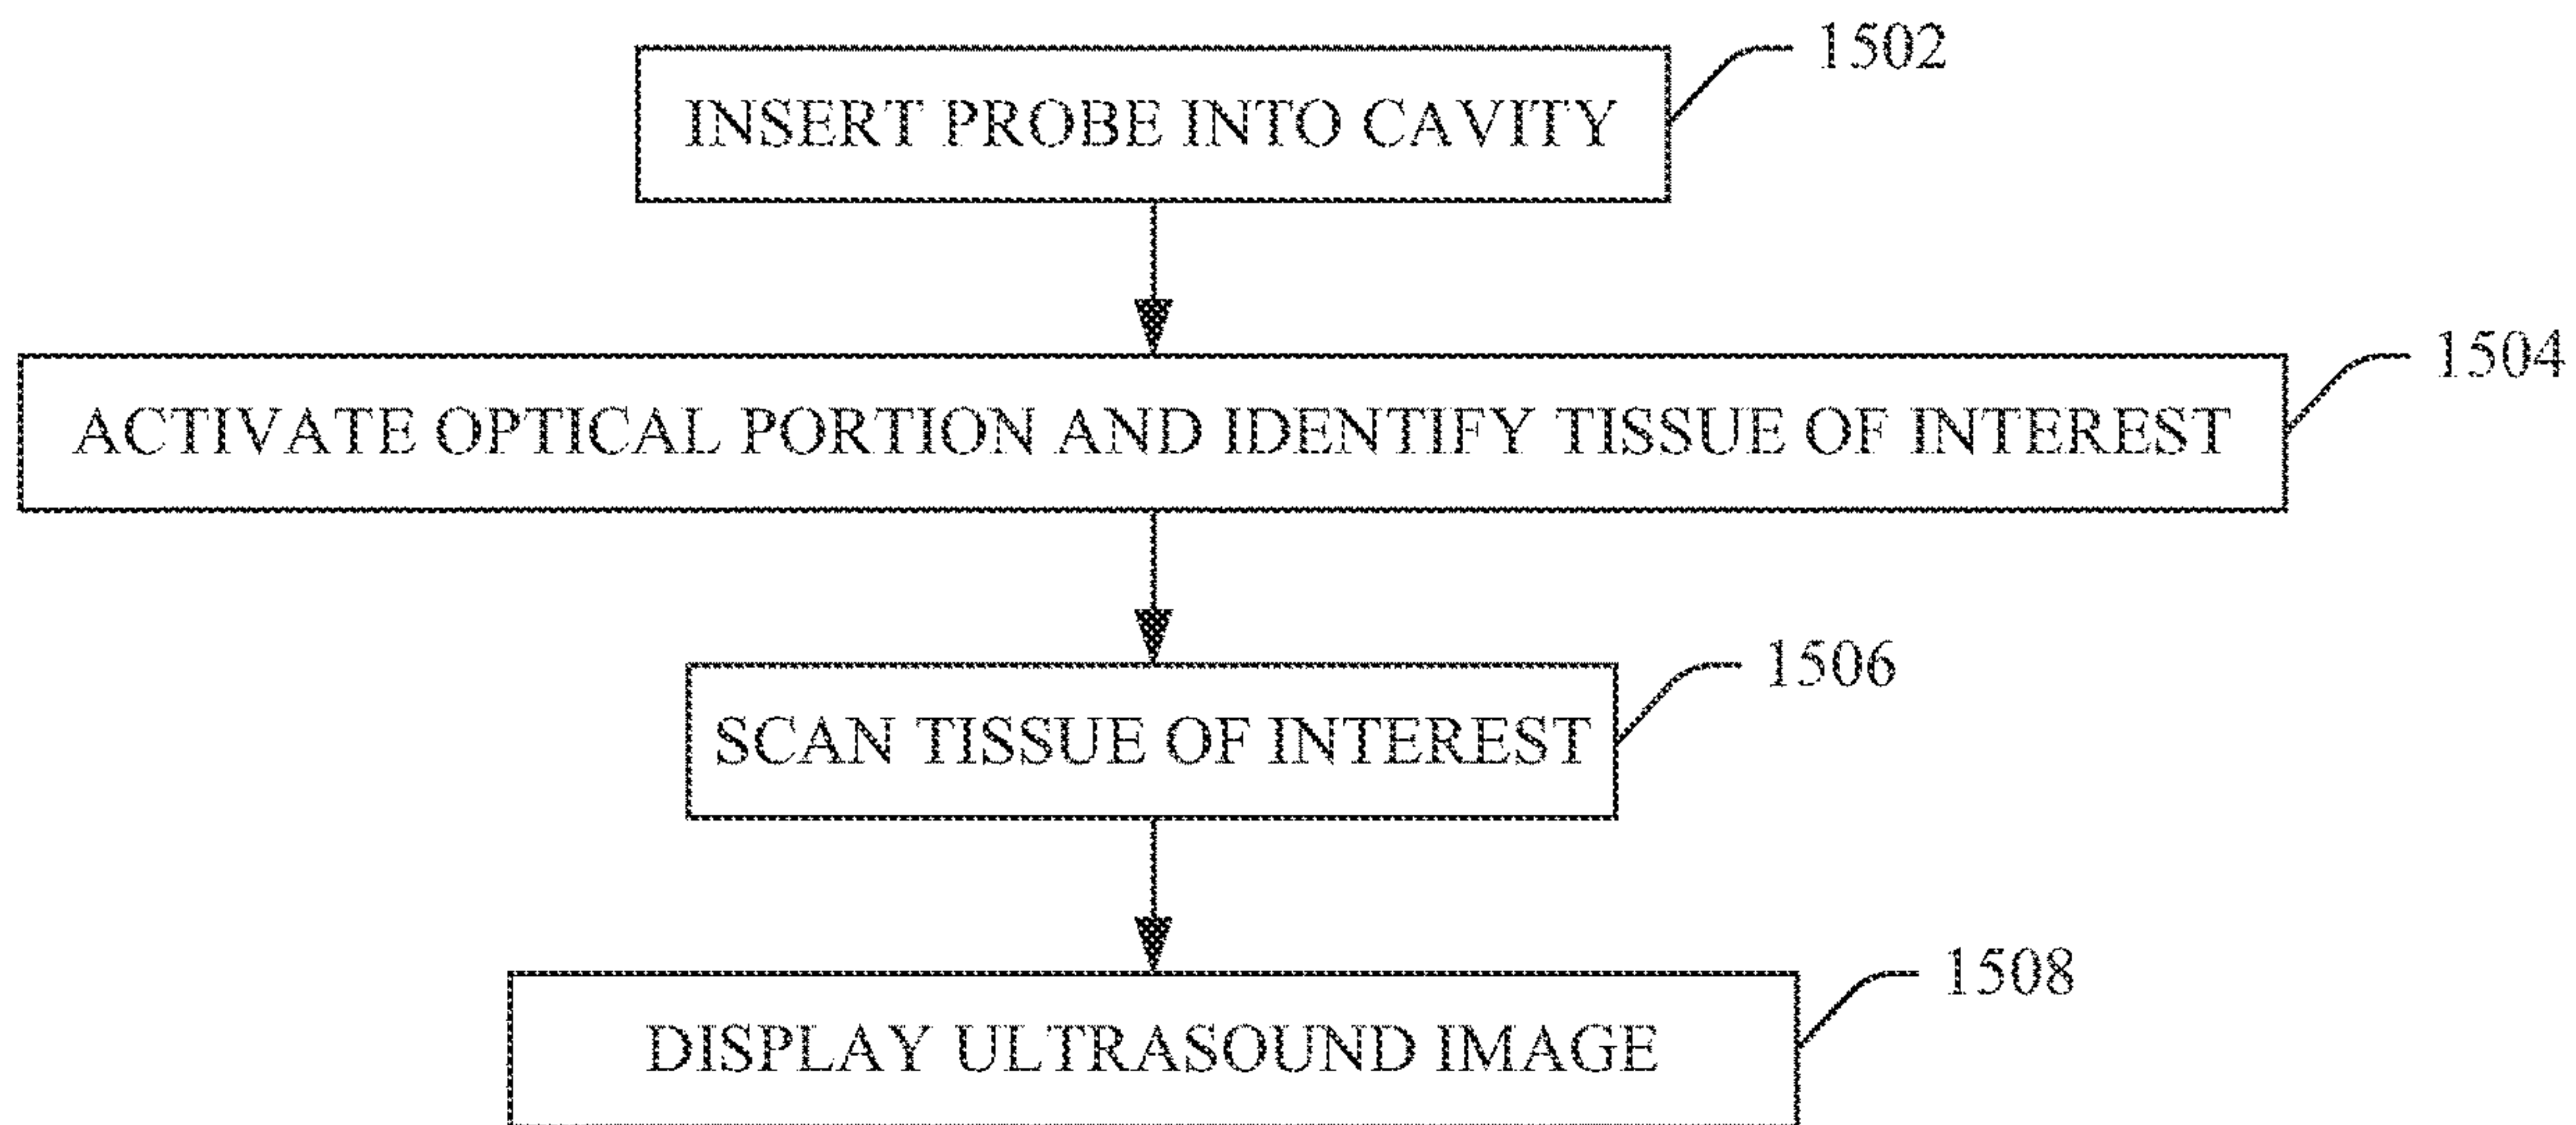 1502
INSERT PROBE INTO CAVITY
1504
ACTIVATE OPTICAL PORTION AND IDENTIFY TISSUE OF INTEREST
1506
SCAN TISSUE OF INTEREST
1508
DISPLAY ULTRASOUND IMAGE